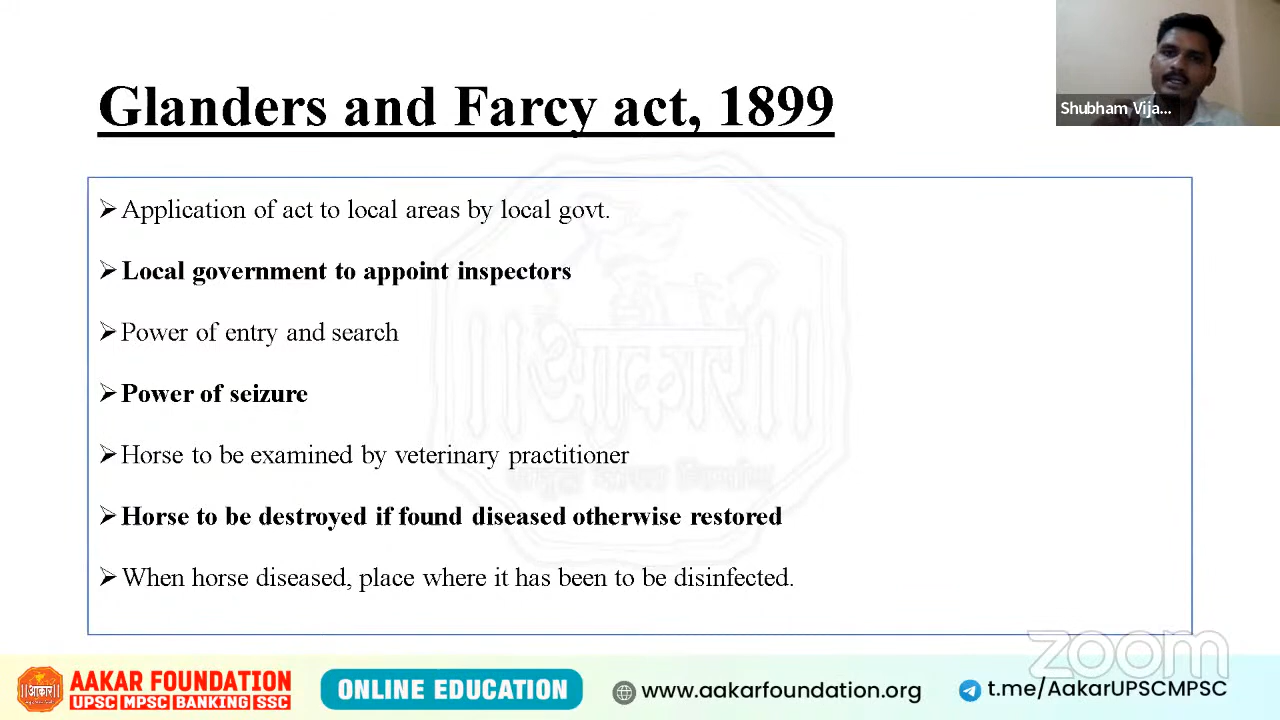 Glanders and Farcy act, 1899
Shubham Vija...
➢Application of act to local areas by local govt.
➢Local government to appoint inspectors
➢Power of entry and search
➢Power of seizure
➢Horse to be examined by veterinary practitioner
➢Horse to be destroyed if found diseased otherwise restored
➢When horse diseased, place where it has been to be disinfected.
||आकार||
zoom
||आकार||
AAKAR FOUNDATION
UPSC MPSC BANKING SSC
ONLINE EDUCATION
www.aakarfoundation.org
t.me/AakarUPSCMPSC